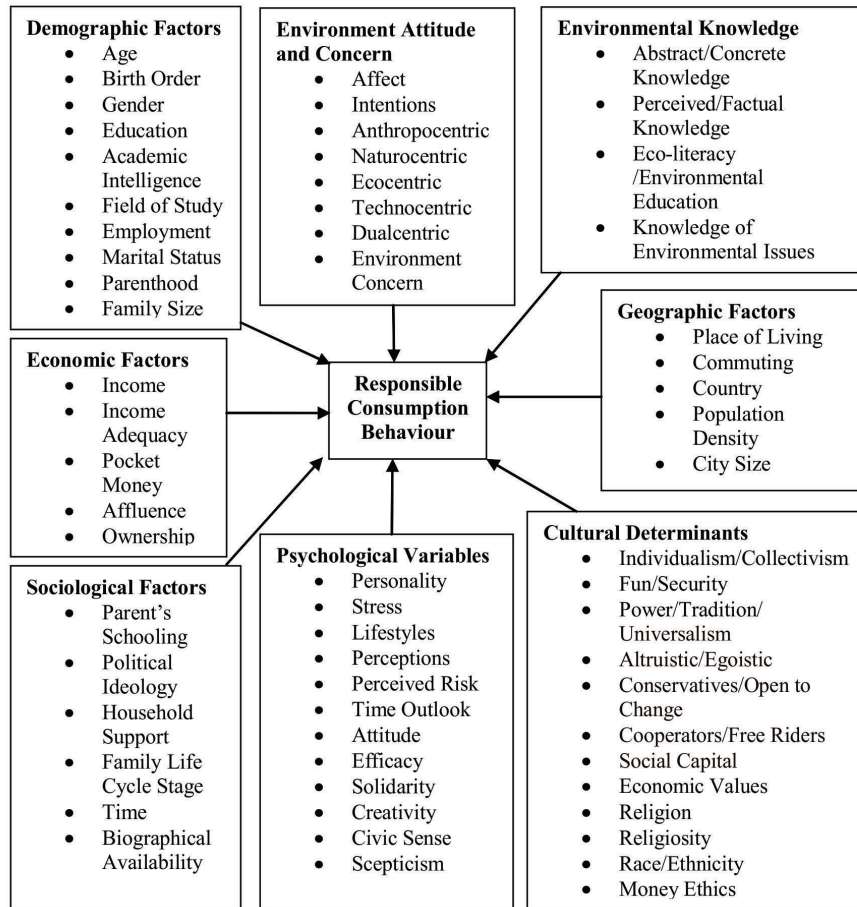 Demographic Factors
• Age
• Birth Order
• Gender
• Education
• Academic
Intelligence
• Field of Study
• Employment
• Marital Status
• Parenthood
• Family Size
Environment Attitude
and Concern
• Affect
• Intentions
• Anthropocentric
• Naturocentric
• Ecocentric
• Technocentric
• Dualcentric
• Environment
Concern
Environmental Knowledge
• Abstract/Concrete
Knowledge
• Perceived/Factual
Knowledge
• Eco-literacy
/Environmental
Education
• Knowledge of
Environmental Issues
Economic Factors
• Income
• Income
Adequacy
• Pocket
Money
• Affluence
• Ownership
Responsible
Consumption
Behaviour
Geographic Factors
• Place of Living
• Commuting
• Country
• Population
Density
• City Size
Sociological Factors
• Parent’s
Schooling
• Political
Ideology
• Household
Support
• Family Life
Cycle Stage
• Time
• Biographical
Availability
Psychological Variables
• Personality
• Stress
• Lifestyles
• Perceptions
• Perceived Risk
• Time Outlook
• Attitude
• Efficacy
• Solidarity
• Creativity
• Civic Sense
• Scepticism
Cultural Determinants
• Individualism/Collectivism
• Fun/Security
• Power/Tradition/
Universalism
• Altruistic/Egoistic
• Conservatives/Open to
Change
• Cooperators/Free Riders
• Social Capital
• Economic Values
• Religion
• Religiosity
• Race/Ethnicity
• Money Ethics